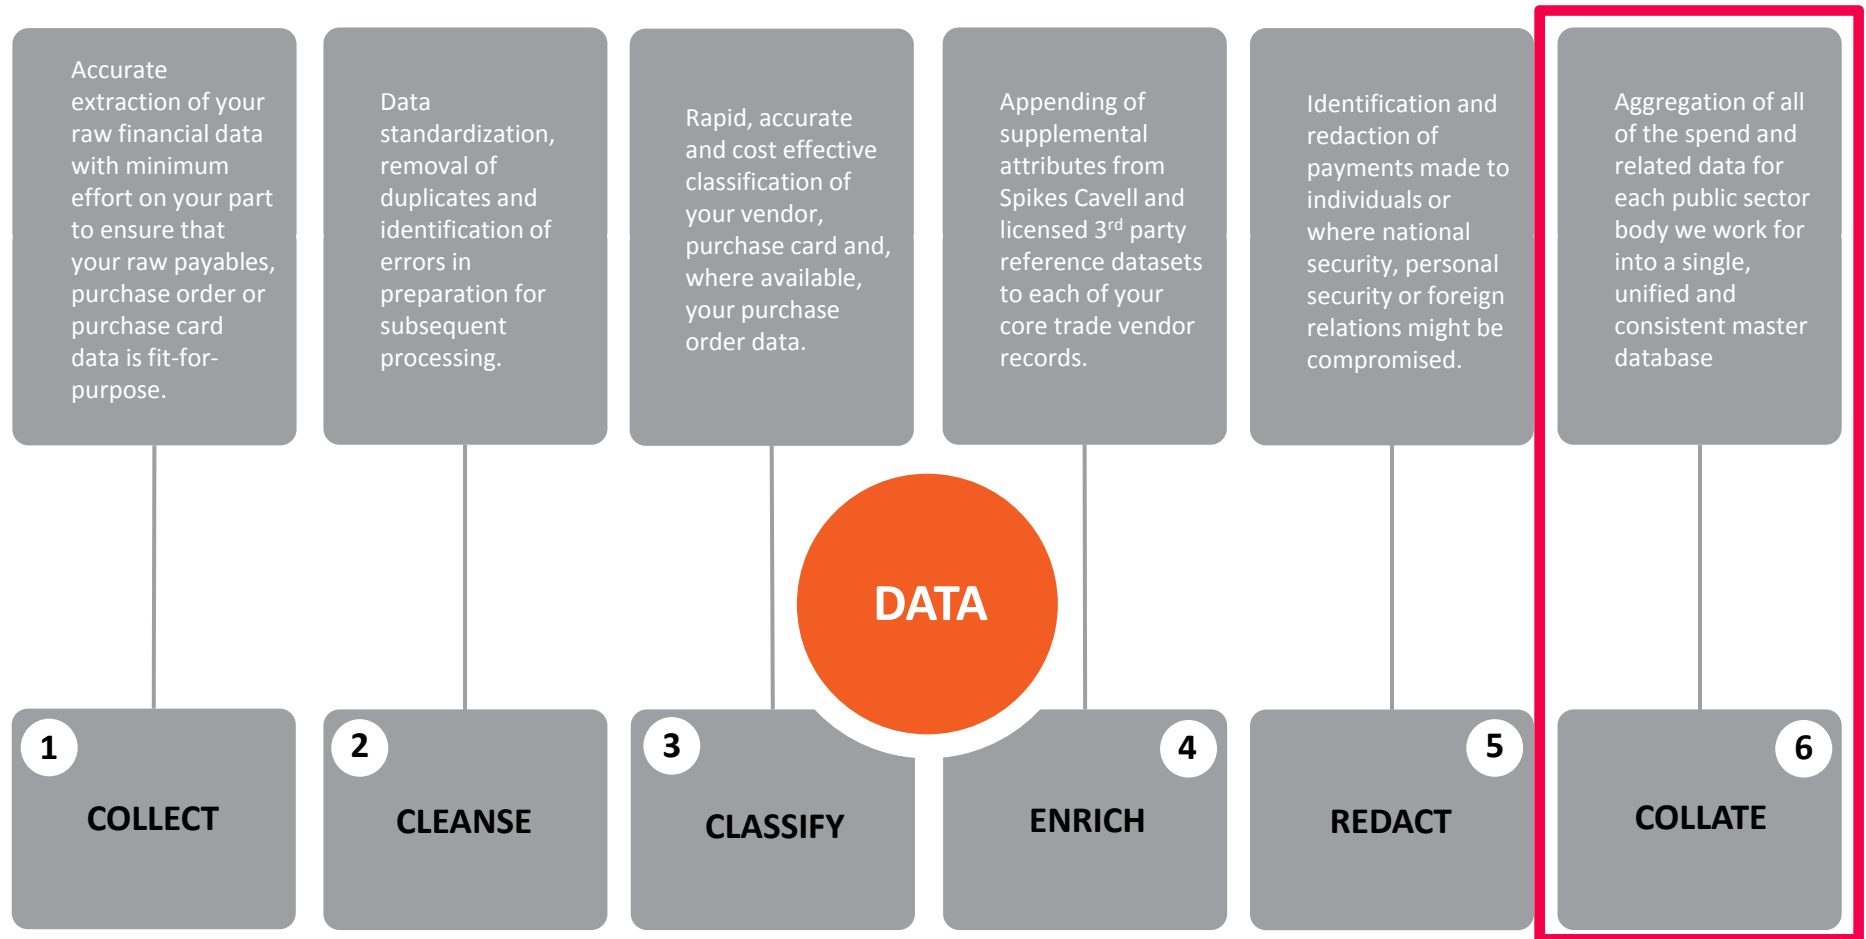 Accurate
extraction of your
raw financial data
with minimum
effort on your part
to ensure that
your raw payables,
purchase order or
purchase card
data is fit-for-
purpose.
Data
standardization,
removal of
duplicates and
identification of
errors in
preparation for
subsequent
processing.
Rapid, accurate
and cost effective
classification of
your vendor,
purchase card and,
where available,
your purchase
order data.
Appending of
supplemental
attributes from
Spikes Cavell and
licensed 3rd party
reference datasets
to each of your
core trade vendor
records.
Identification and
redaction of
payments made to
individuals or
where national
security, personal
security or foreign
relations might be
compromised.
Aggregation of all
of the spend and
related data for
each public sector
body we work for
into a single,
unified and
consistent master
database
DATA
1
COLLECT
2
CLEANSE
3
CLASSIFY
4
ENRICH
5
REDACT
6
COLLATE